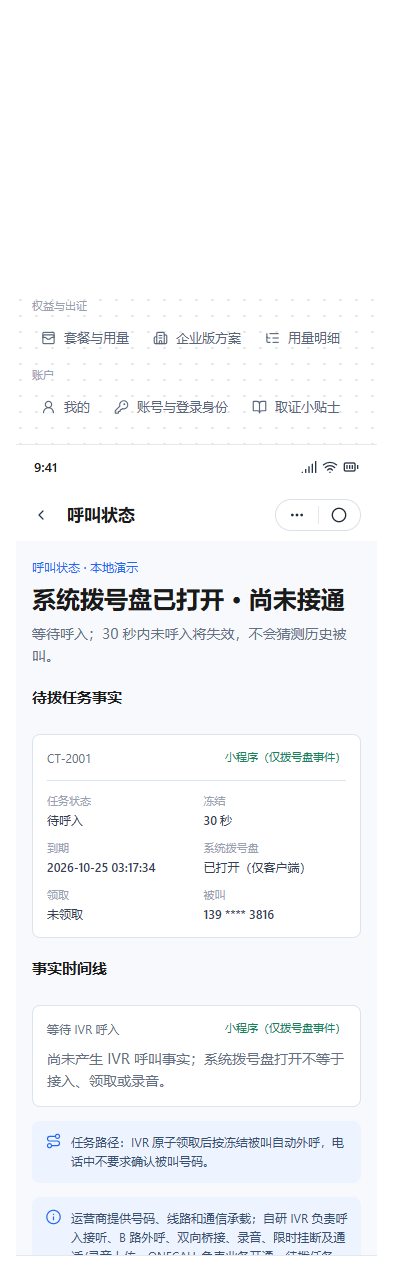 权益与出证
套餐与用量 企业版方案 用量明细
账户
我的 账号与登录身份 取证小贴士
9:41
呼叫状态
呼叫状态 · 本地演示
系统拨号盘已打开 · 尚未接通
等待呼入；30 秒内未呼入将失效，不会猜测历史被
叫。
待拨任务事实
CT-2001 小程序（仅拨号盘事件）
任务状态 冻结
待呼入 30 秒
到期 系统拨号盘
2026-10-25 03:17:34 已打开（仅客户端）
领取 被叫
未领取 139 **** 3816
事实时间线
等待 IVR 呼入 小程序（仅拨号盘事件）
尚未产生 IVR 呼叫事实；系统拨号盘打开不等于
接入、领取或录音。
任务路径：IVR 原子领取后按冻结被叫自动外呼，电
话中不要求确认被叫号码。
运营商提供号码、线路和通信承载；自研 IVR 负责呼
入接听、B 路外呼、双向桥接、录音、限时挂断及通